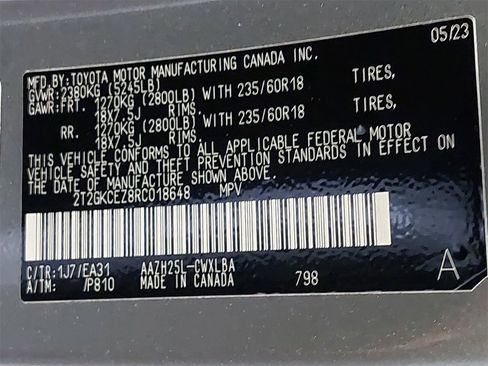 MFD.BY:TOYOTA MOTOR MANUFACTURING CANADA INC. 05/23
GVWR:2380KG (5245LB)
GAWR:FRT. 1270KG (2800LB) WITH 235/60R18 TIRES,
18X7.5J RIMS,
RR. 1270KG (2800LB) WITH 235/60R18 TIRES,
18X7.5J RIMS,
THIS VEHICLE CONFORMS TO ALL APPLICABLE FEDERAL MOTOR
VEHICLE SAFETY AND THEFT PREVENTION STANDARDS IN EFFECT ON
THE DATE OF MANUFACTURE SHOWN ABOVE.
2T2GKCEZ8RC018648 MPV
C/TR:1J7/EA31 AAZH25L-CWXLBA
A/TM: /P810 MADE IN CANADA 798 A